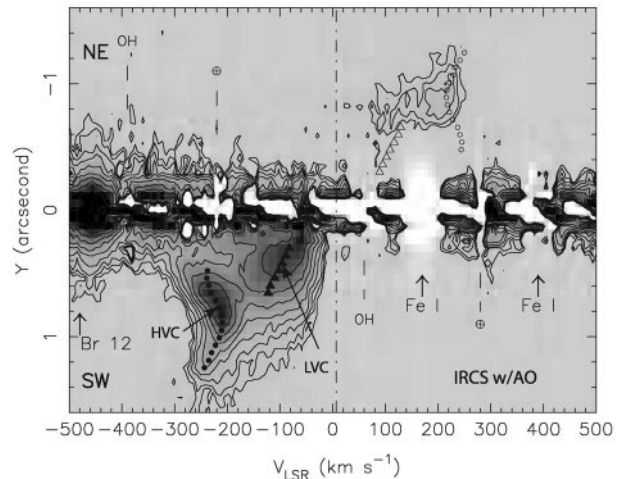 NE
OH
⊕
-1
0
1
Y (arcsecond)
HVC
LVC
Br 12
OH
Fe
⊕
Fe
SW
IRCS w/AO
-500 -400 -300 -200 -100 0 100 200 300 400 500
V_LSR (km s⁻¹)